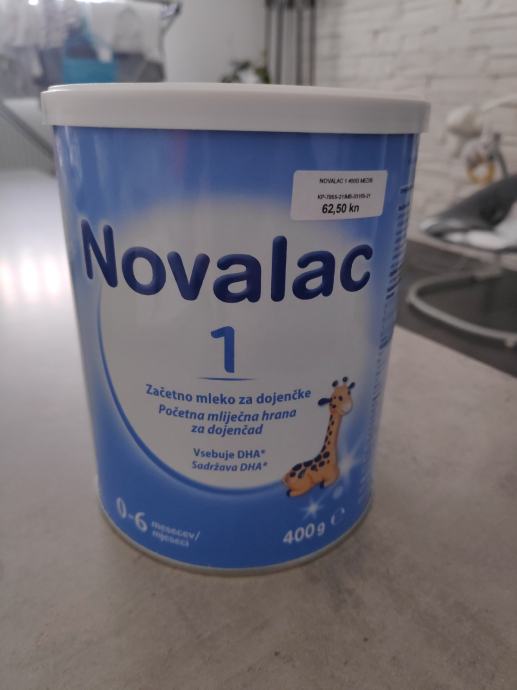 NOVALAC 1 400G MEDIS
62,50 kn
Novalac
1
Začetno mleko za dojenčke
Početna mliječna hrana
za dojenčad
Vsebuje DHA*
Sadržava DHA*
0-6 mesecev/
mjeseci
400 g e